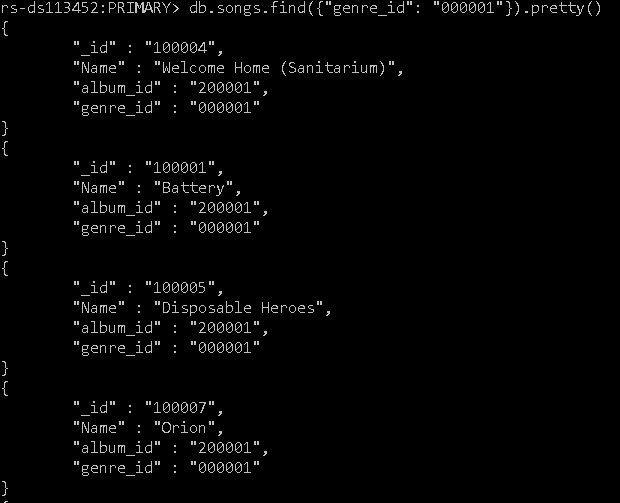 rs-ds113452:PRIMARY> db.songs.find({"genre_id": "000001"}).pretty()
{
        "_id" : "100004",
        "Name" : "Welcome Home (Sanitarium)",
        "album_id" : "200001",
        "genre_id" : "000001"
}
{
        "_id" : "100001",
        "Name" : "Battery",
        "album_id" : "200001",
        "genre_id" : "000001"
}
{
        "_id" : "100005",
        "Name" : "Disposable Heroes",
        "album_id" : "200001",
        "genre_id" : "000001"
}
{
        "_id" : "100007",
        "Name" : "Orion",
        "album_id" : "200001",
        "genre_id" : "000001"
}